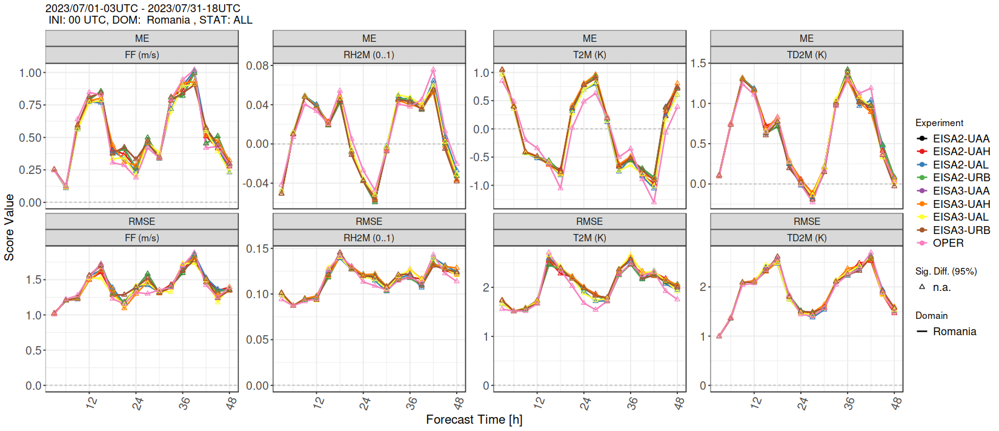 2023/07/01-03UTC - 2023/07/31-18UTC
INI: 00 UTC, DOM: Romania , STAT: ALL
ME
ME
ME
ME
FF (m/s)
RH2M (0..1)
T2M (K)
TD2M (K)
1.00
0.75
0.50
0.25
0.00
0.08
0.04
0.00
-0.04
1.0
0.5
0.0
-0.5
-1.0
1.5
1.0
0.5
0.0
RMSE
RMSE
RMSE
RMSE
FF (m/s)
RH2M (0..1)
T2M (K)
TD2M (K)
1.5
1.0
0.5
0.0
0.15
0.10
0.05
0.00
2
1
0
2
1
0
12
24
36
48
12
24
36
48
12
24
36
48
12
24
36
48
Score Value
Forecast Time [h]
Experiment
EISA2-UAA
EISA2-UAH
EISA2-UAL
EISA2-URB
EISA3-UAA
EISA3-UAH
EISA3-UAL
EISA3-URB
OPER
Sig. Diff. (95%)
n.a.
Domain
Romania